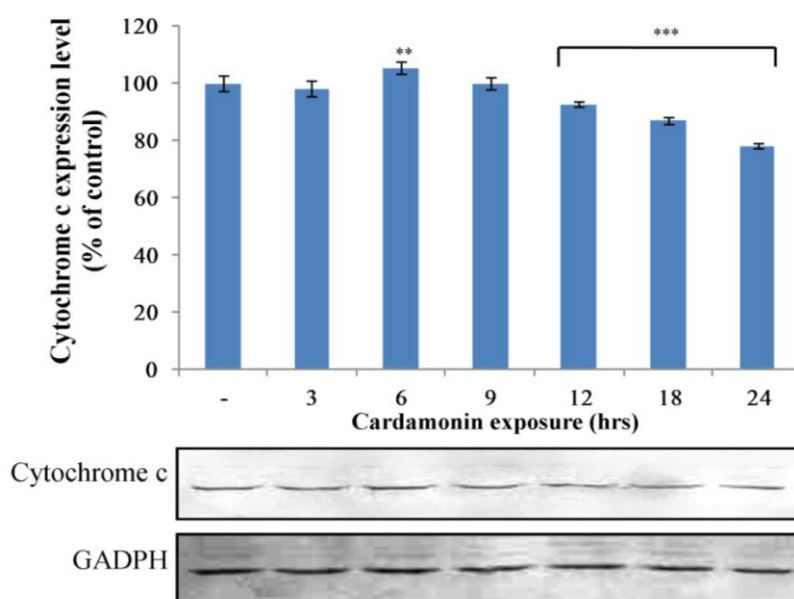 Cytochrome c expression level
(% of control)
120
100
80
60
40
20
0
**
***
- 3 6 9 12 18 24
Cardamonin exposure (hrs)
Cytochrome c
GADPH